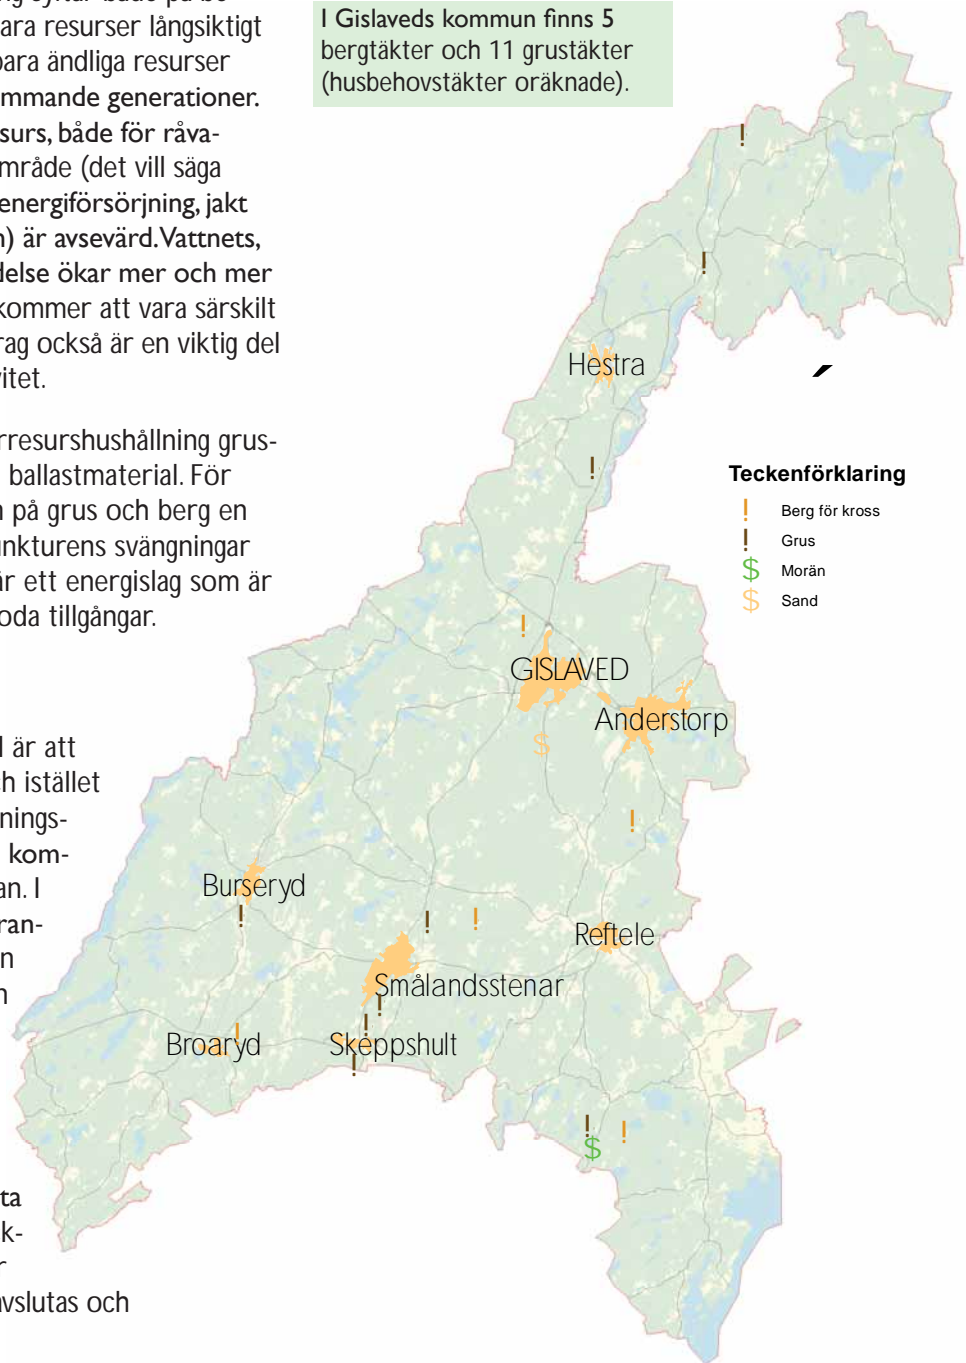 ara resurser långsiktigt
para ändliga resurser
mmande generationer.
surs, både för råva-
område (det vill säga
energiförsörjning, jakt
n) är avsevärd. Vattnets,
delse ökar mer och mer
kommer att vara särskilt
rag också är en viktig del
vitet.
rresurshushållning grus-
ballastmaterial. För
n på grus och berg en
unkturens svängningar
är ett energislag som är
oda tillgångar.
l är att
ch istället
nings-
kom-
an. I
ran-
n
n
ta
k-
r
avslutas och
I Gislaveds kommun finns 5
bergtäkter och 11 grustäkter
(husbehovstäkter oräknade).
Hestra
Teckenförklaring
! Berg för kross
! Grus
$ Morän
$ Sand
GISLAVED
Anderstorp
Burseryd
Reftele
Smålandsstenar
Broaryd
Skeppshult